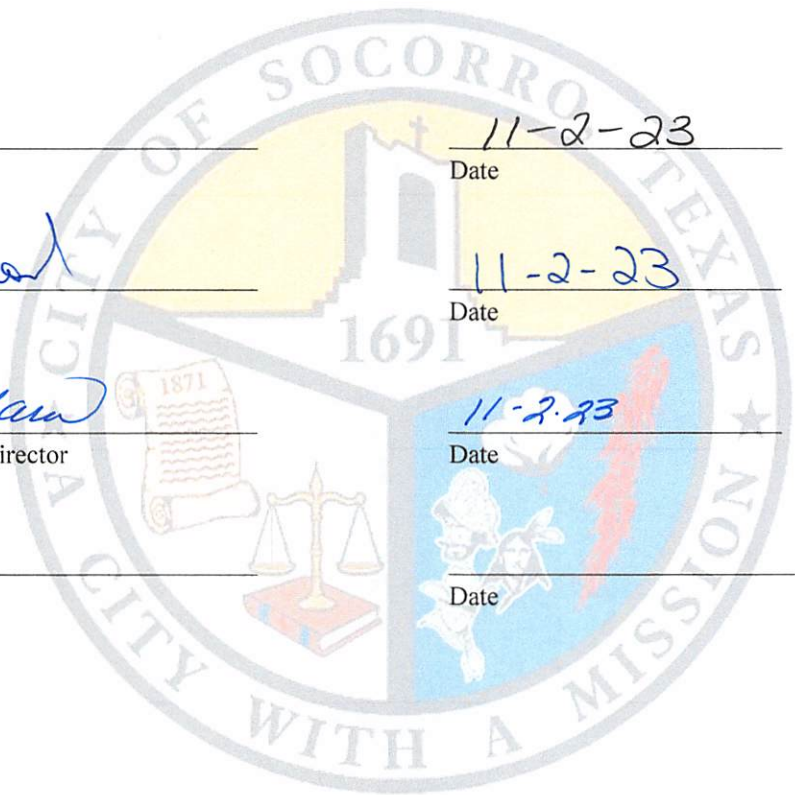 CITY OF SOCORRO, TEXAS
11-2-23
Date
11-2-23
Date
1691
1871
11-2-23
irector
Date
Date
A CITY WITH A MISSION